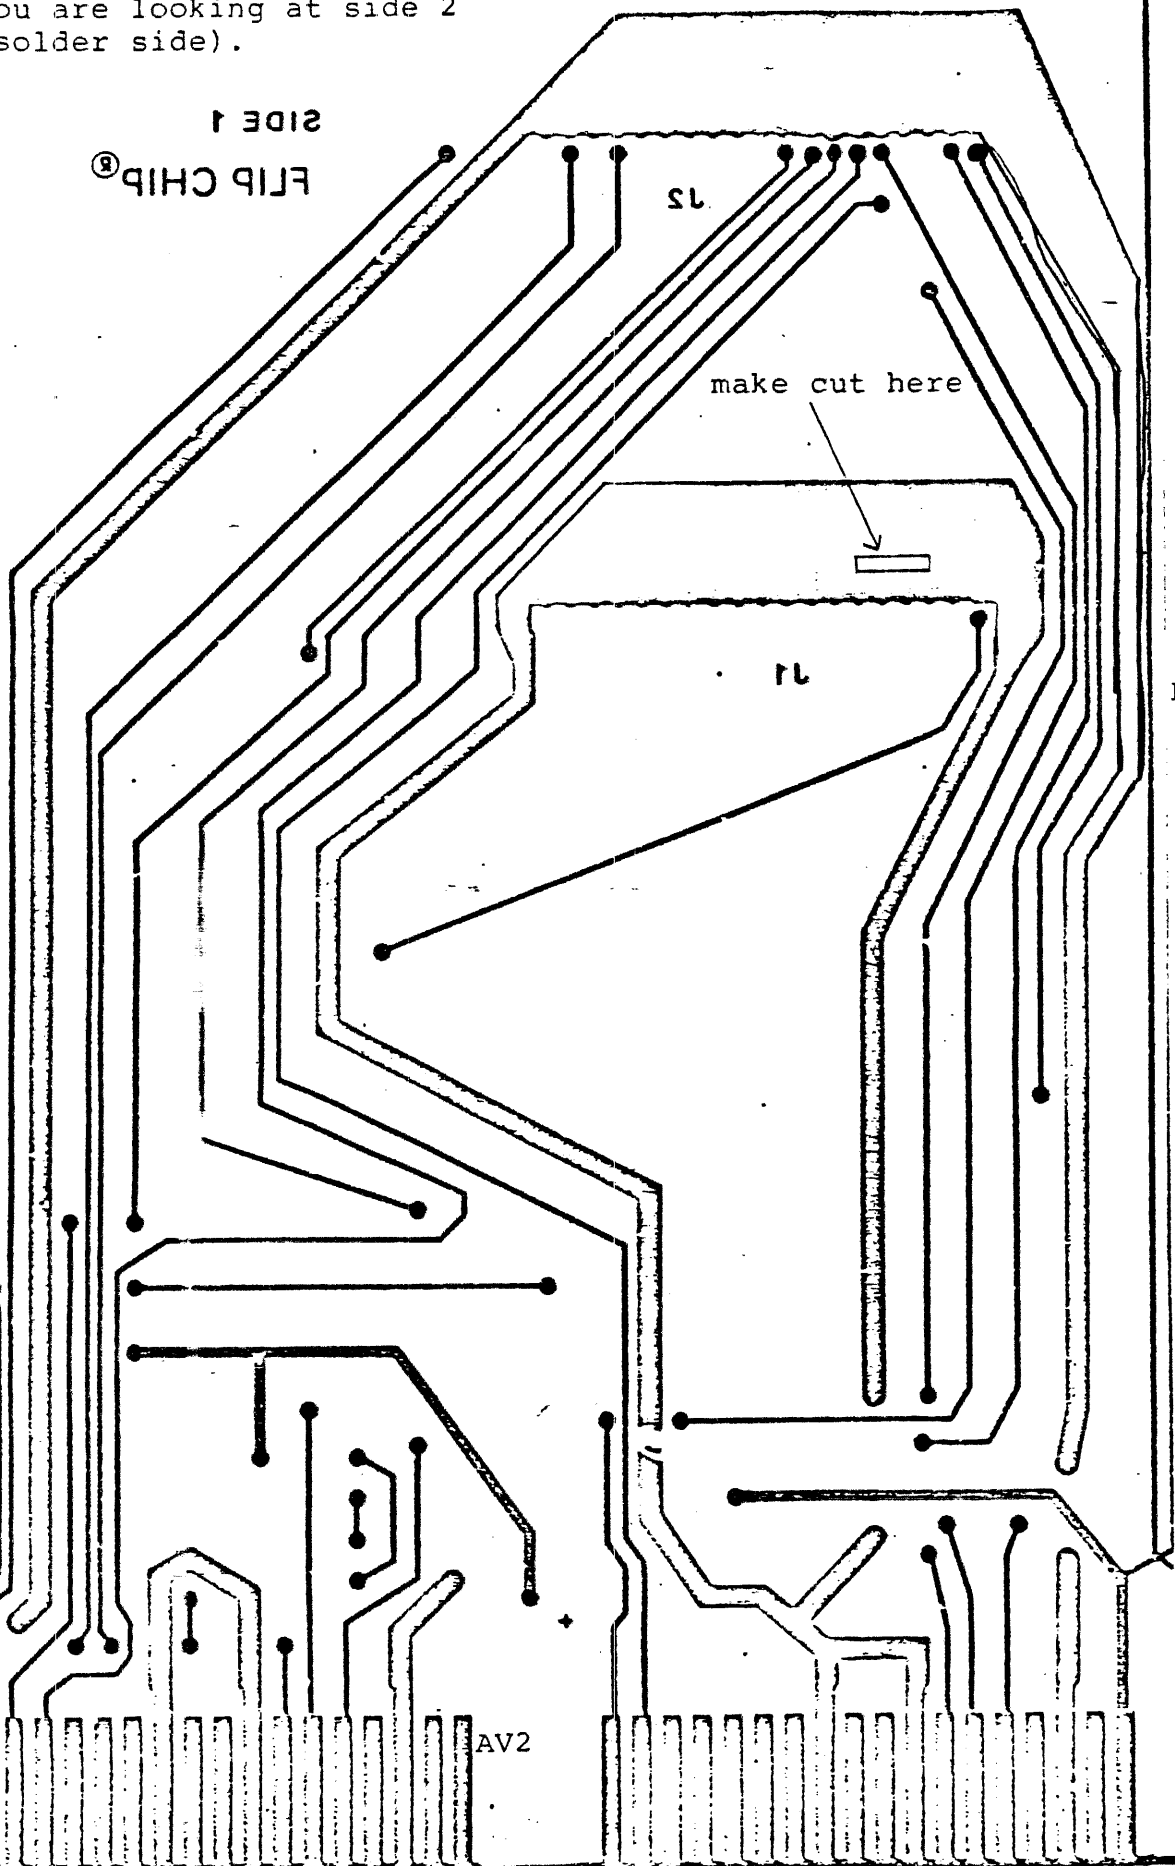 ou are looking at side 2
solder side).
SIDE 1
FLIP CHIP®
J2
make cut here
J1
AV2